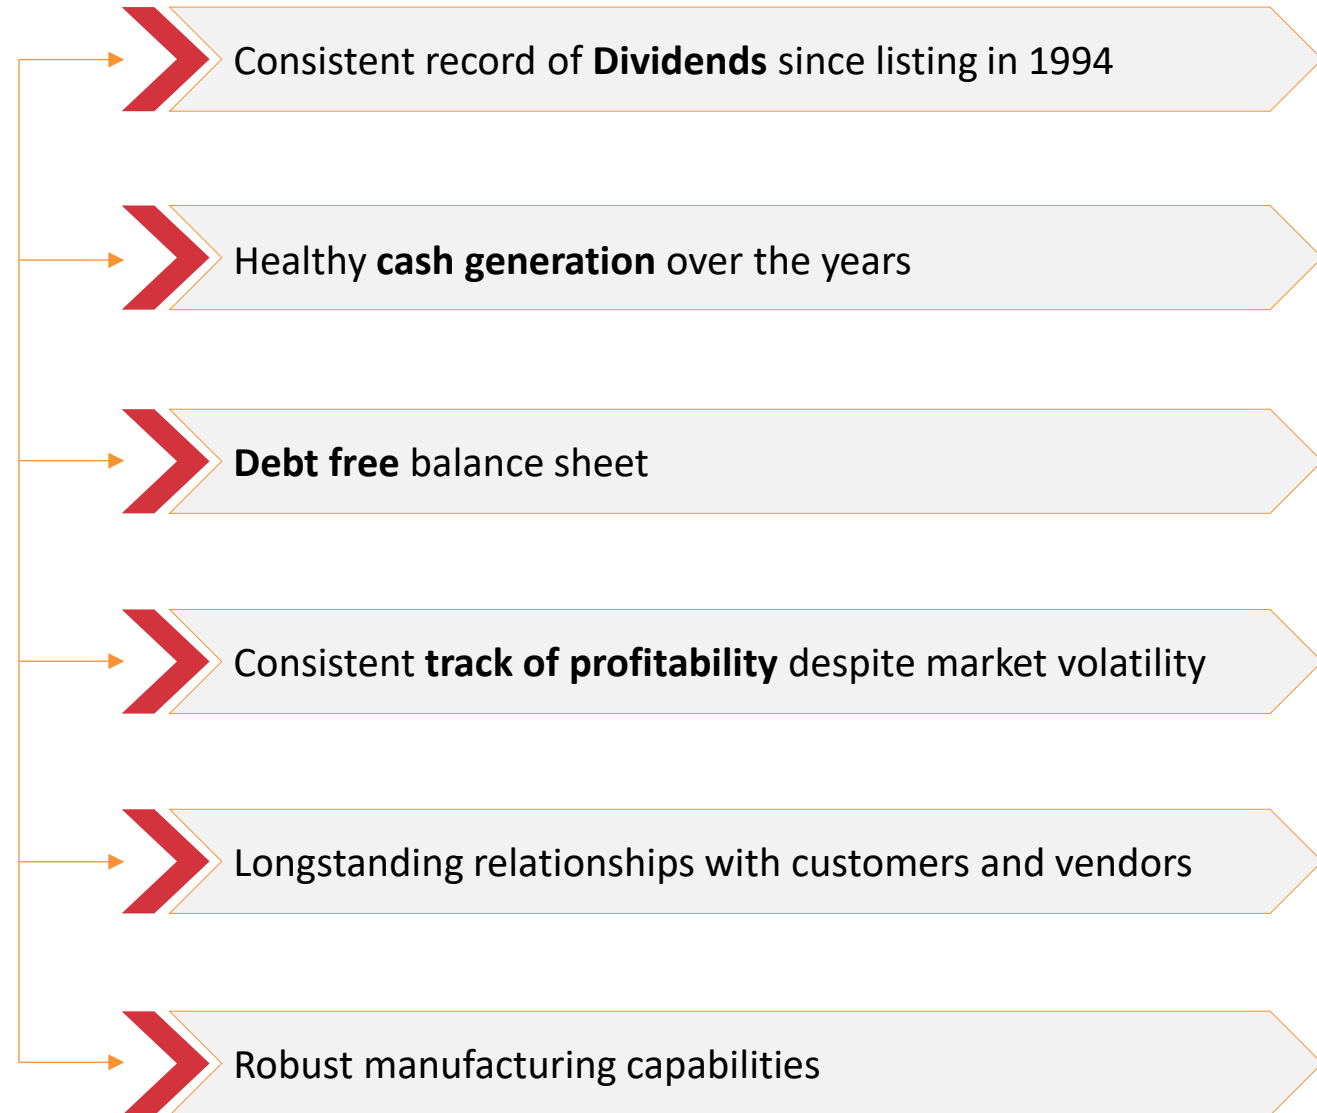 Consistent record of Dividends since listing in 1994
Healthy cash generation over the years
Debt free balance sheet
Consistent track of profitability despite market volatility
Longstanding relationships with customers and vendors
Robust manufacturing capabilities